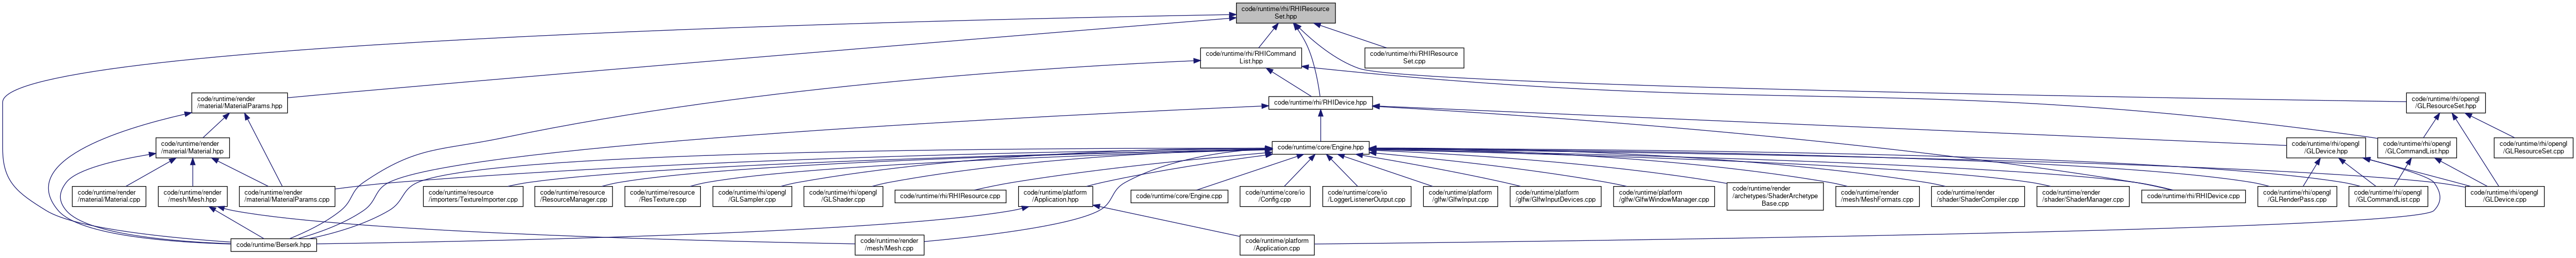 code/runtime/rhi/RHIResource
Set.hpp
code/runtime/rhi/RHICommand
List.hpp
code/runtime/rhi/RHIResource
Set.cpp
code/runtime/render
/material/MaterialParams.hpp
code/runtime/rhi/RHIDevice.hpp
code/runtime/rhi/opengl
/GLResourceSet.hpp
code/runtime/render
/material/Material.hpp
code/runtime/core/Engine.hpp
code/runtime/rhi/opengl
/GLDevice.hpp
code/runtime/rhi/opengl
/GLCommandList.hpp
code/runtime/rhi/opengl
/GLResourceSet.cpp
code/runtime/render
/material/Material.cpp
code/runtime/render
/mesh/Mesh.hpp
code/runtime/render
/material/MaterialParams.cpp
code/runtime/resource
/importers/TextureImporter.cpp
code/runtime/resource
/ResourceManager.cpp
code/runtime/resource
/ResTexture.cpp
code/runtime/rhi/opengl
/GLSampler.cpp
code/runtime/rhi/opengl
/GLShader.cpp
code/runtime/rhi/RHIResource.cpp
code/runtime/platform
/Application.hpp
code/runtime/core/Engine.cpp
code/runtime/core/io
/Config.cpp
code/runtime/core/io
/LoggerListenerOutput.cpp
code/runtime/platform
/glfw/GlfwInput.cpp
code/runtime/platform
/glfw/GlfwInputDevices.cpp
code/runtime/platform
/glfw/GlfwWindowManager.cpp
code/runtime/render
/archetypes/ShaderArchetype
Base.cpp
code/runtime/render
/mesh/MeshFormats.cpp
code/runtime/render
/shader/ShaderCompiler.cpp
code/runtime/render
/shader/ShaderManager.cpp
code/runtime/rhi/RHIDevice.cpp
code/runtime/rhi/opengl
/GLRenderPass.cpp
code/runtime/rhi/opengl
/GLCommandList.cpp
code/runtime/rhi/opengl
/GLDevice.cpp
code/runtime/Berserk.hpp
code/runtime/render
/mesh/Mesh.cpp
code/runtime/platform
/Application.cpp